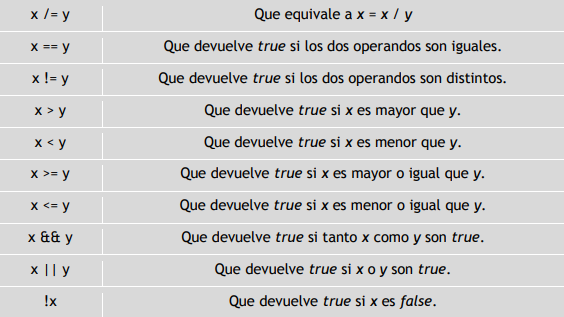 x /= y Que equivale a x = x / y
x == y Que devuelve true si los dos operandos son iguales.
x != y Que devuelve true si los dos operandos son distintos.
x > y Que devuelve true si x es mayor que y.
x < y Que devuelve true si x es menor que y.
x >= y Que devuelve true si x es mayor o igual que y.
x <= y Que devuelve true si x es menor o igual que y.
x && y Que devuelve true si tanto x como y son true.
x || y Que devuelve true si x o y son true.
!x Que devuelve true si x es false.